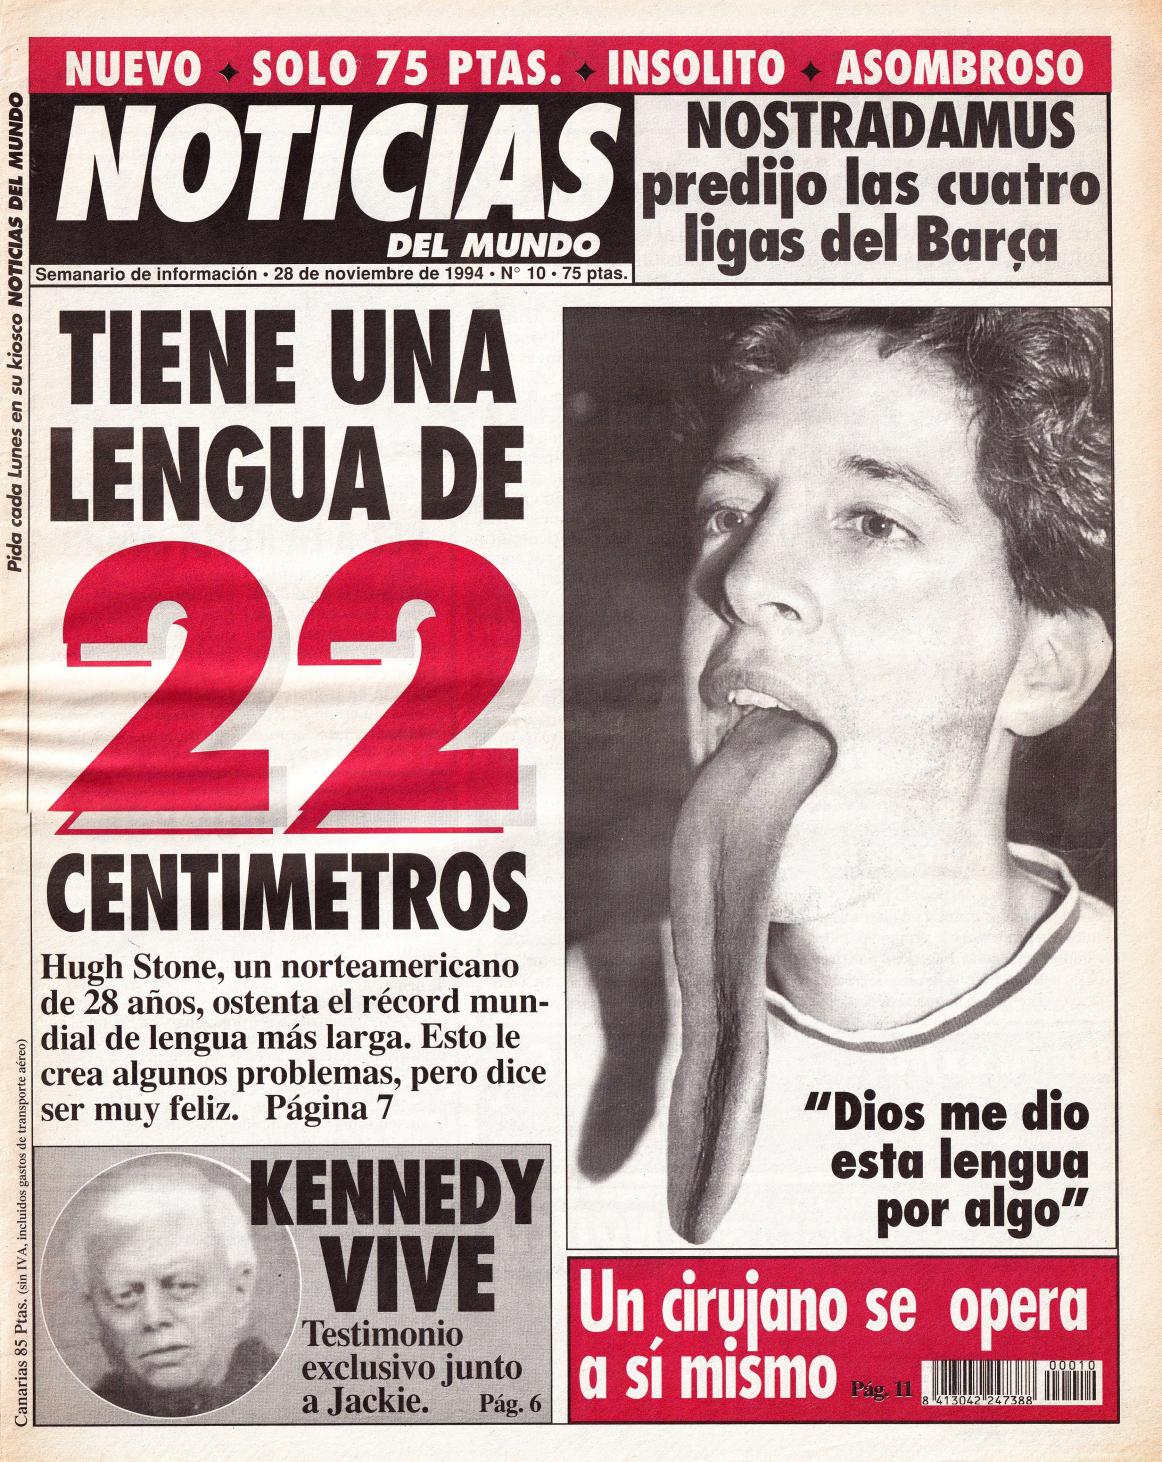 NUEVO ✦ SOLO 75 PTAS. ✦ INSOLITO ✦ ASOMBROSO
NOTICIAS
DEL MUNDO
Semanario de información • 28 de noviembre de 1994 • N° 10 • 75 ptas.
NOSTRADAMUS
predijo las cuatro
ligas del Barça
Pida cada Lunes en su kiosco NOTICIAS DEL MUNDO
TIENE UNA
LENGUA DE
22
CENTIMETROS
Hugh Stone, un norteamericano
de 28 años, ostenta el récord mun-
dial de lengua más larga. Esto le
crea algunos problemas, pero dice
ser muy feliz. Página 7
“Dios me dio
esta lengua
por algo”
KENNEDY
VIVE
Testimonio
exclusivo junto
a Jackie. Pág. 6
Un cirujano se opera
a sí mismo Pág. 11
00010
8 413042 247388
Canarias 85 Ptas. (sin IVA, incluidos gastos de transporte aéreo)